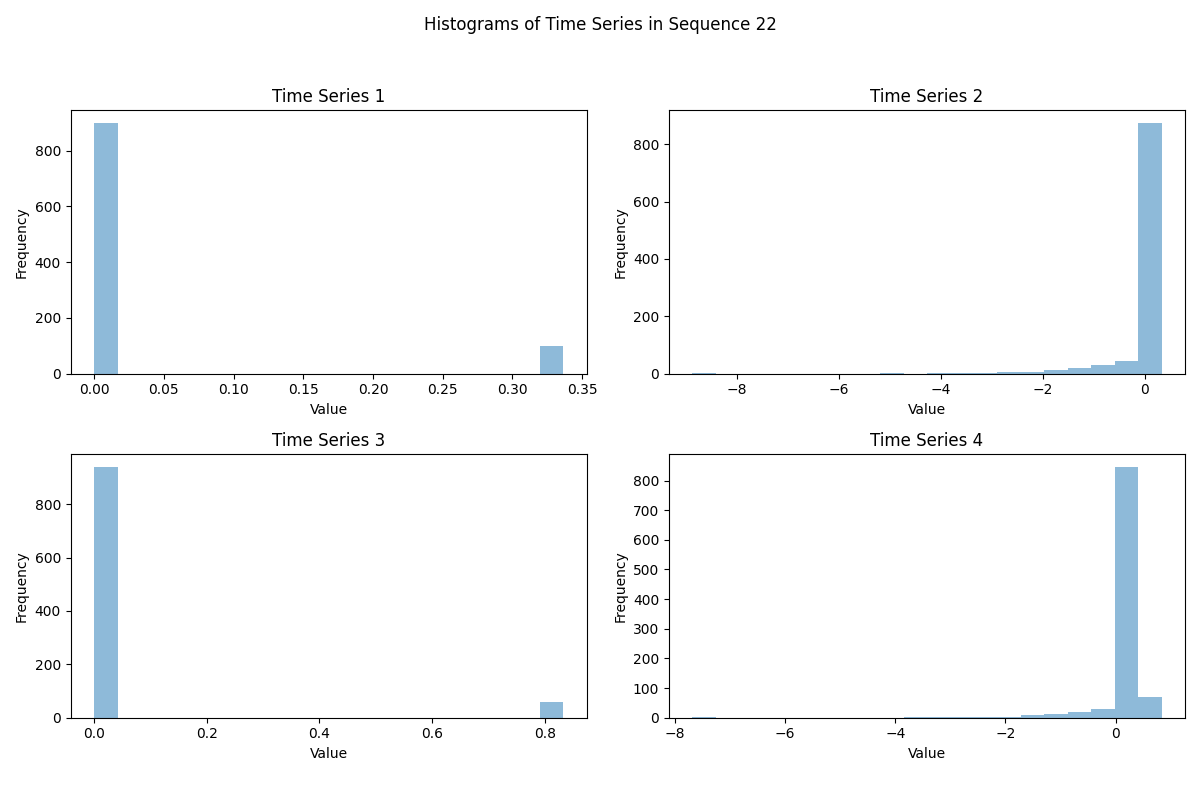 Histograms of Time Series in Sequence 22
Time Series 1
Frequency
800
600
400
200
0
0.00 0.05 0.10 0.15 0.20 0.25 0.30 0.35
Value
Time Series 2
Frequency
800
600
400
200
0
−8 −6 −4 −2 0
Value
Time Series 3
Frequency
800
600
400
200
0
0.0 0.2 0.4 0.6 0.8
Value
Time Series 4
Frequency
800
700
600
500
400
300
200
100
0
−8 −6 −4 −2 0
Value